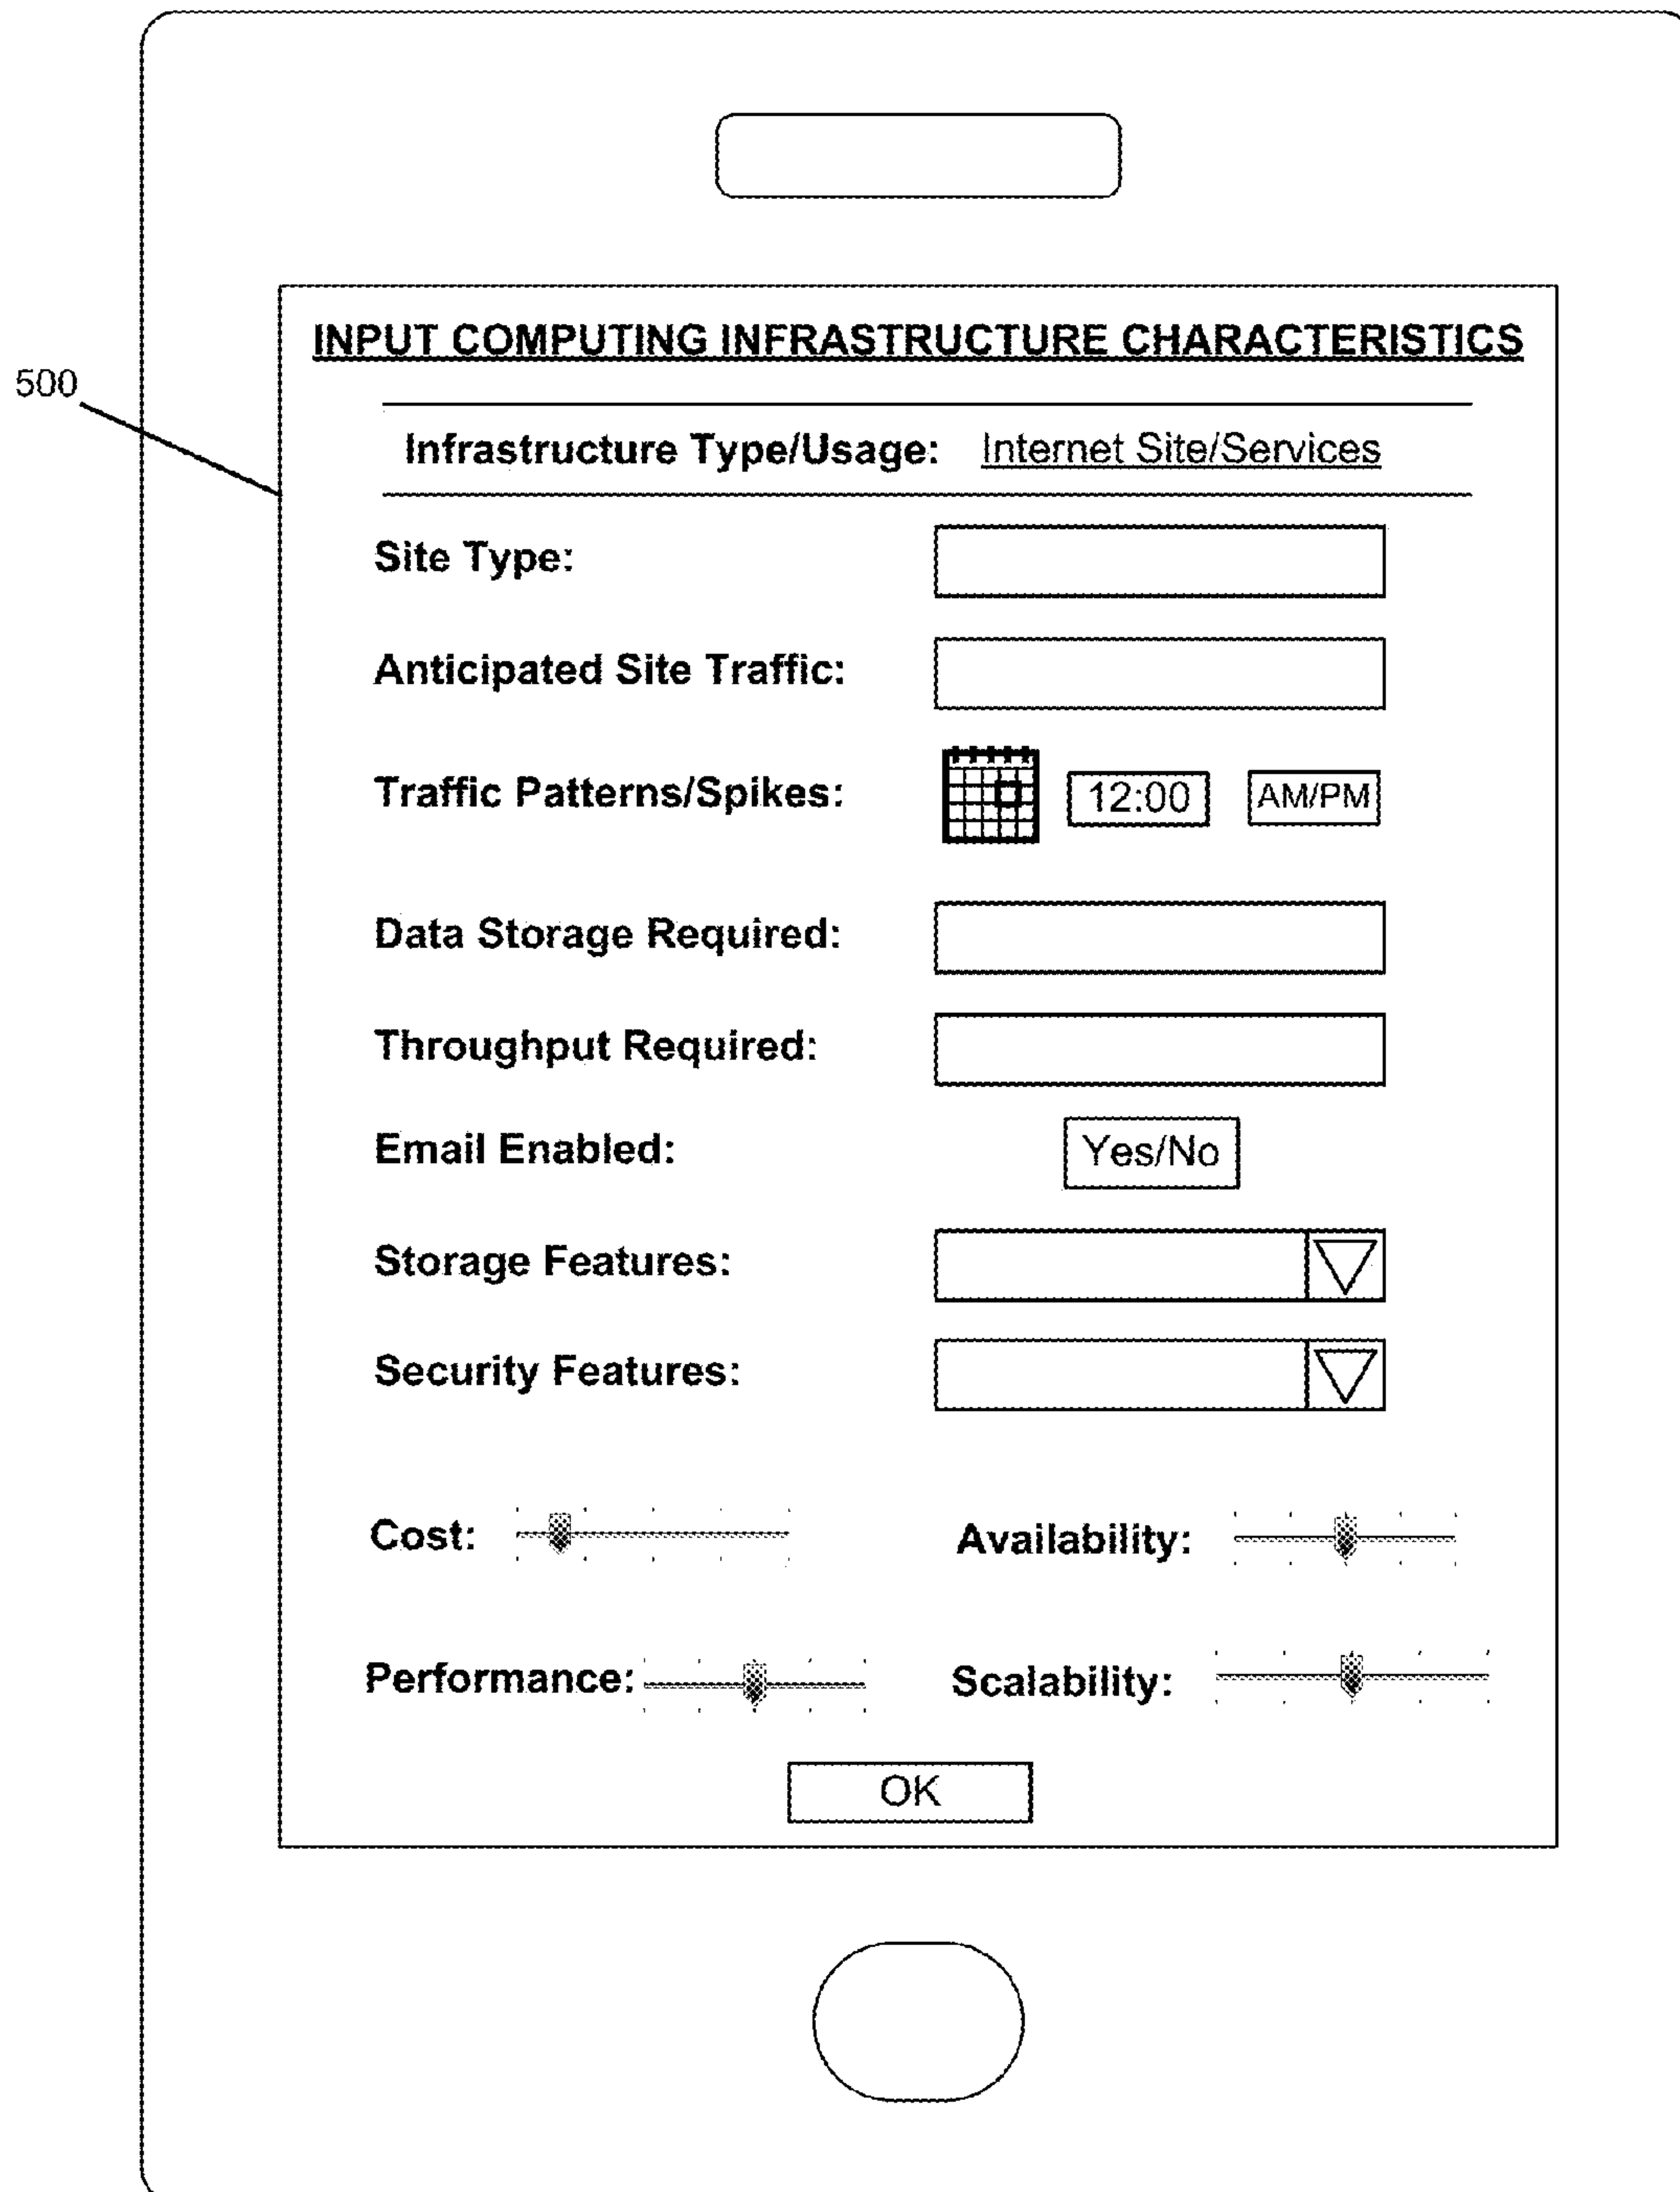 INPUT COMPUTING INFRASTRUCTURE CHARACTERISTICS
500
Infrastructure Type/Usage: Internet Site/Services
Site Type:
Anticipated Site Traffic:
Traffic Patterns/Spikes: 12:00 AM/PM
Data Storage Required:
Throughput Required:
Email Enabled: Yes/No
Storage Features:
Security Features:
Cost: Availability:
Performance: Scalability:
OK